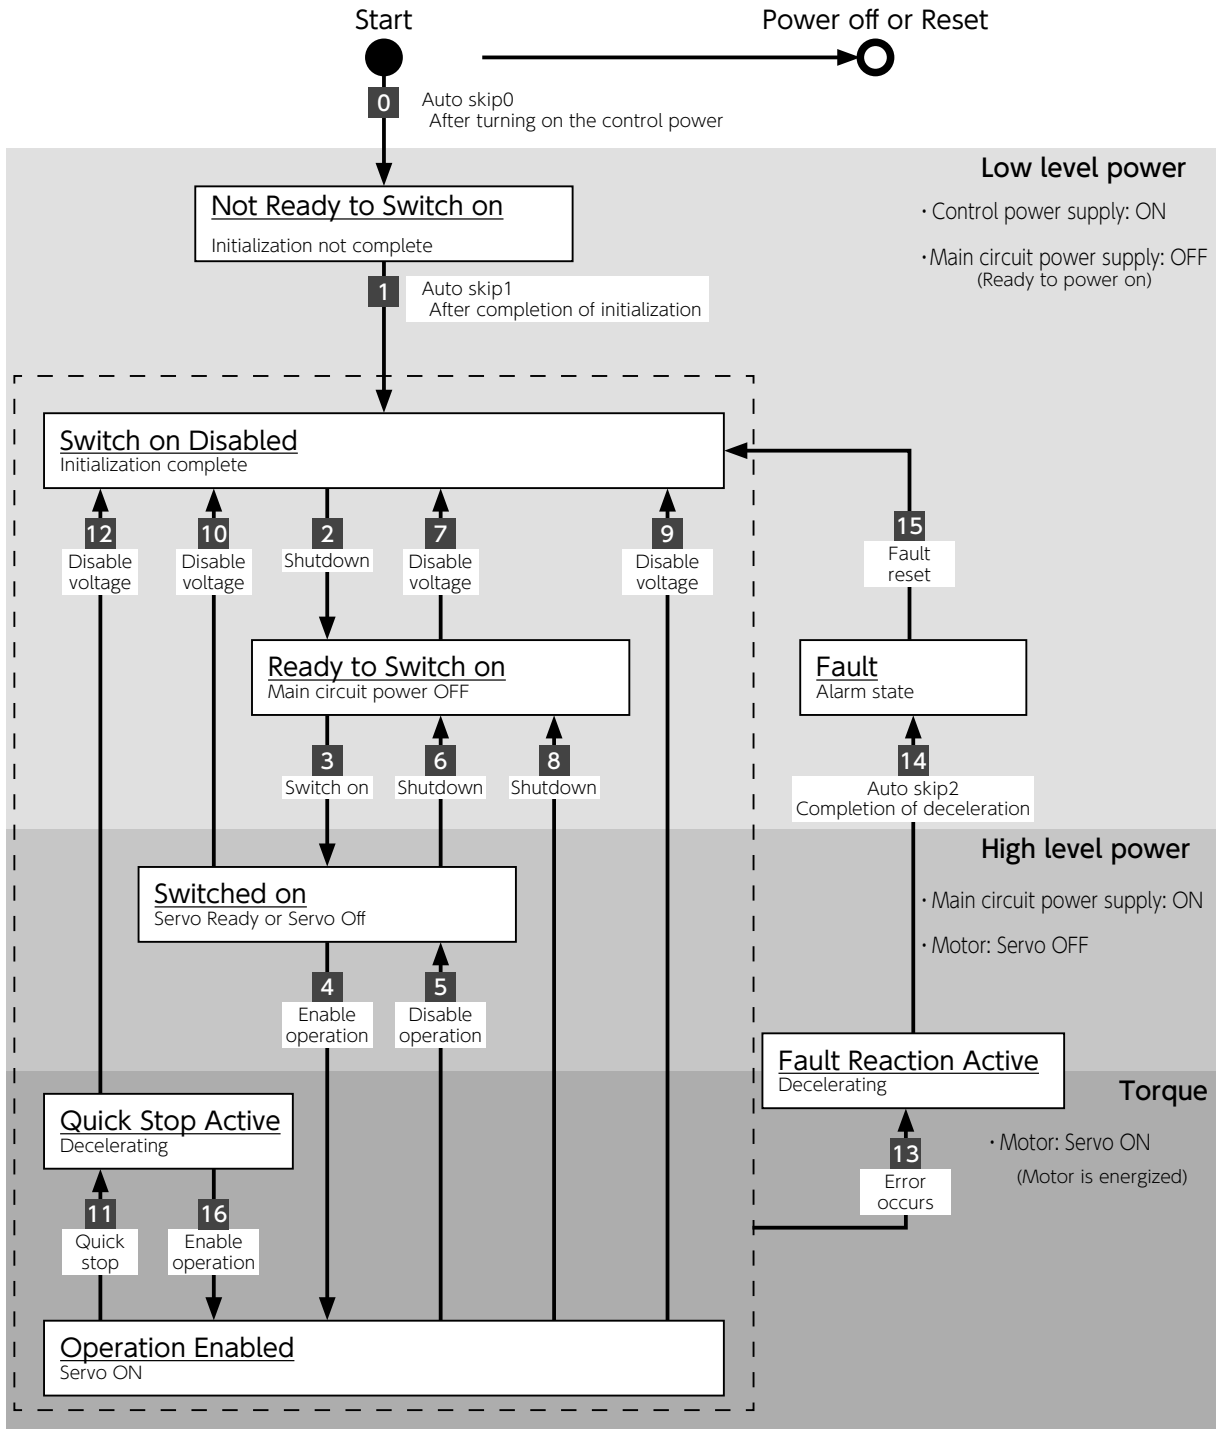 Start
Power off or Reset
0
Auto skip0
After turning on the control power
Low level power
・Control power supply: ON
・Main circuit power supply: OFF
(Ready to power on)
Not Ready to Switch on
Initialization not complete
1
Auto skip1
After completion of initialization
Switch on Disabled
Initialization complete
12
Disable
voltage
10
Disable
voltage
2
Shutdown
7
Disable
voltage
9
Disable
voltage
15
Fault
reset
Ready to Switch on
Main circuit power OFF
Fault
Alarm state
3
Switch on
6
Shutdown
8
Shutdown
14
Auto skip2
Completion of deceleration
High level power
・Main circuit power supply: ON
・Motor: Servo OFF
Switched on
Servo Ready or Servo Off
4
Enable
operation
5
Disable
operation
Fault Reaction Active
Decelerating
Torque
・Motor: Servo ON
(Motor is energized)
Quick Stop Active
Decelerating
13
Error
occurs
11
Quick
stop
16
Enable
operation
Operation Enabled
Servo ON